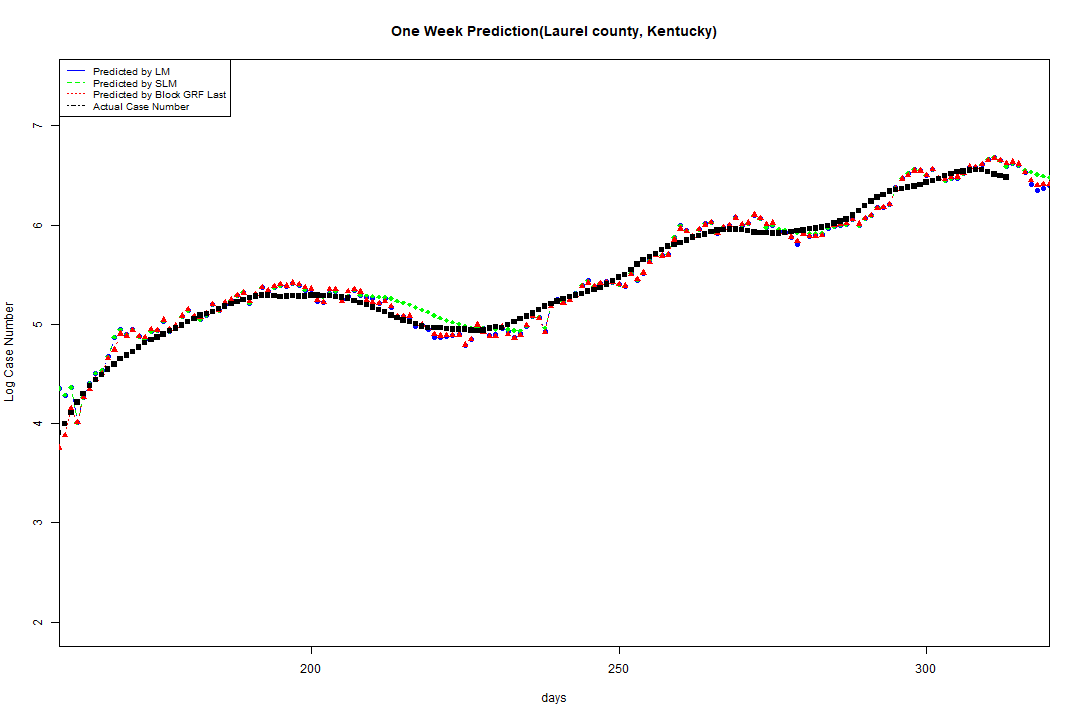 One Week Prediction(Laurel county, Kentucky)
Predicted by LM
Predicted by SLM
Predicted by Block GRF Last
Actual Case Number
7
6
5
4
3
2
Log Case Number
200
250
300
days